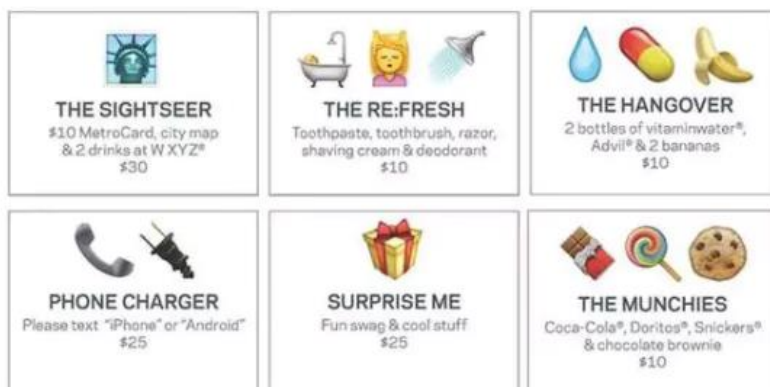 THE SIGHTSEER
$10 MetroCard, city map
& 2 drinks at W XYZ®
$30
THE RE:FRESH
Toothpaste, toothbrush, razor,
shaving cream & deodorant
$10
THE HANGOVER
2 bottles of vitaminwater®,
Advil® & 2 bananas
$10
PHONE CHARGER
Please text "iPhone" or "Android"
$25
SURPRISE ME
Fun swag & cool stuff
$25
THE MUNCHIES
Coca-Cola®, Doritos®, Snickers®
& chocolate brownie
$10